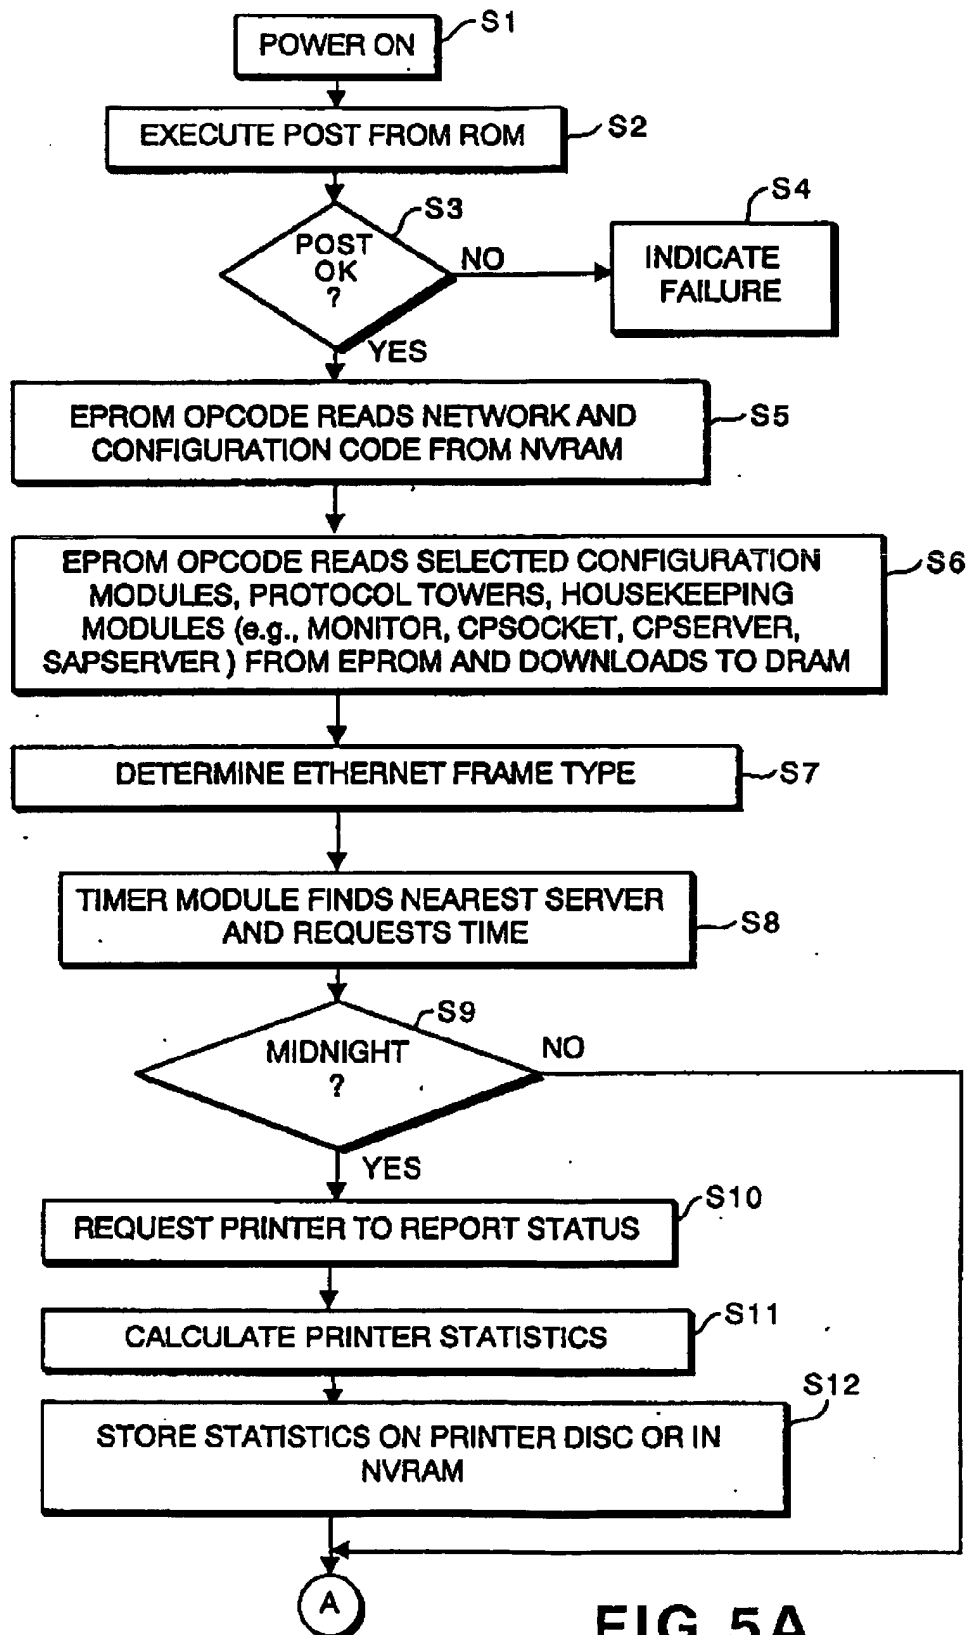 POWER ON
S1
EXECUTE POST FROM ROM
S2
POST
OK
?
S3
NO
S4
INDICATE
FAILURE
YES
EPROM OPCODE READS NETWORK AND
CONFIGURATION CODE FROM NVRAM
S5
EPROM OPCODE READS SELECTED CONFIGURATION
MODULES, PROTOCOL TOWERS, HOUSEKEEPING
MODULES (e.g., MONITOR, CPSOCKET, CPSERVER,
SAPSERVER) FROM EPROM AND DOWNLOADS TO DRAM
S6
DETERMINE ETHERNET FRAME TYPE
S7
TIMER MODULE FINDS NEAREST SERVER
AND REQUESTS TIME
S8
S9
MIDNIGHT
?
NO
YES
REQUEST PRINTER TO REPORT STATUS
S10
CALCULATE PRINTER STATISTICS
S11
STORE STATISTICS ON PRINTER DISC OR IN
NVRAM
S12
A
FIG 5A